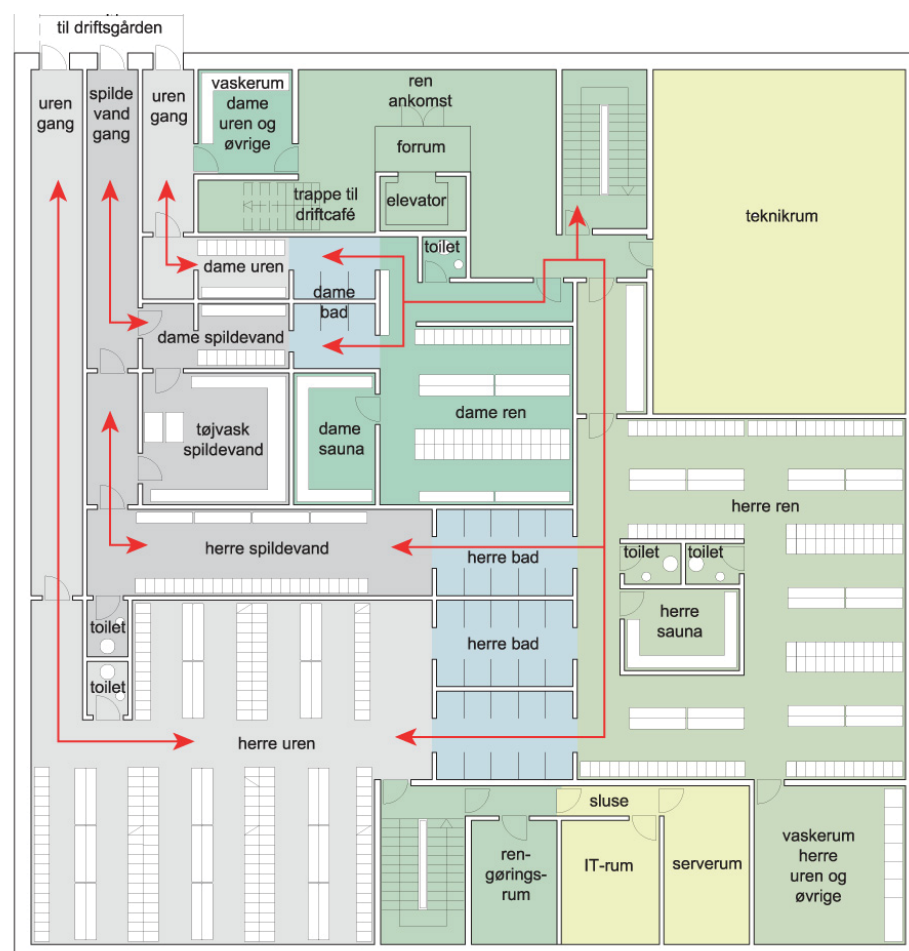 til driftsgården
uren
gang
spilde
vand
gang
uren
gang
vaskerum
dame
uren og
øvrige
ren
ankomst
forrum
trappe til
driftcafé
elevator
toilet
teknikrum
dame uren
dame
bad
dame spildevand
tøjvask
spildevand
dame
sauna
dame ren
herre ren
herre spildevand
herre bad
toilet
toilet
herre
sauna
toilet
toilet
herre bad
herre uren
sluse
ren-
gørings-
rum
IT-rum
serverum
vaskerum
herre
uren og
øvrige